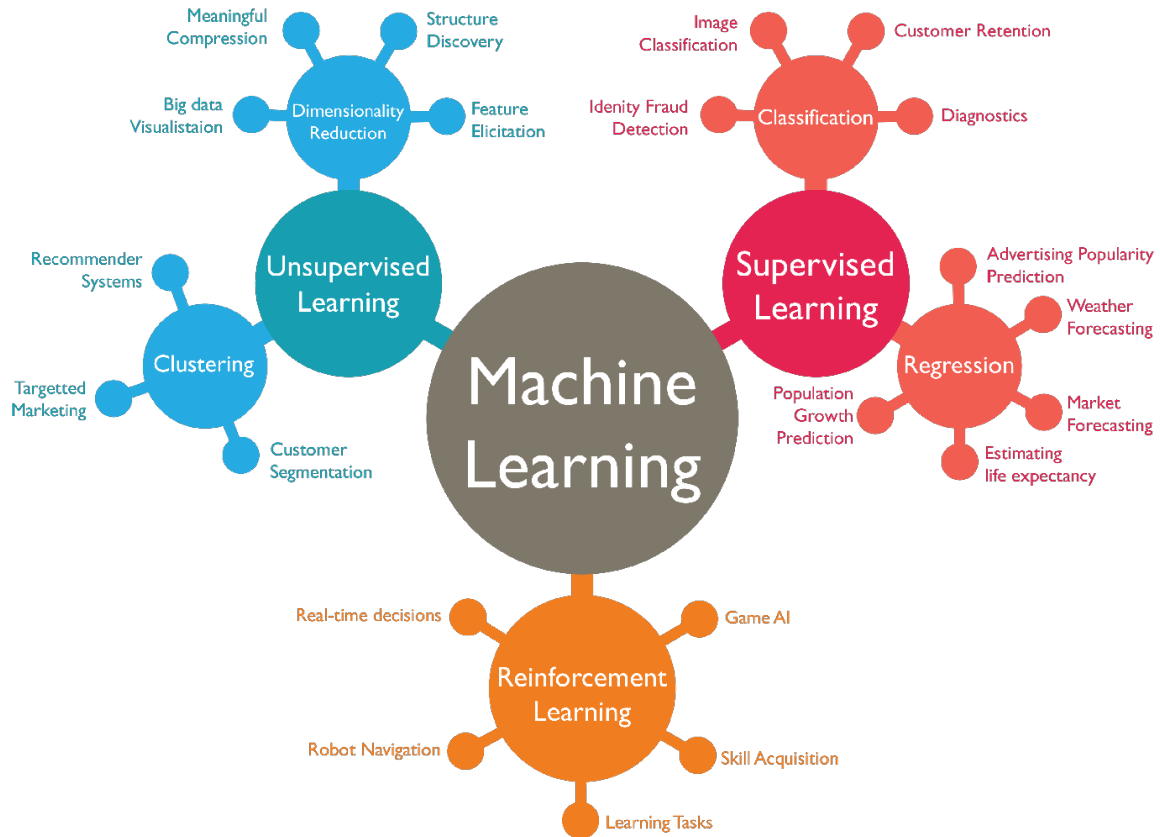 Meaningful
Compression
Structure
Discovery
Big data
Visualistaion
Dimensionality
Reduction
Feature
Elicitation
Image
Classification
Customer Retention
Idenity Fraud
Detection
Classification
Diagnostics
Recommender
Systems
Unsupervised
Learning
Supervised
Learning
Advertising Popularity
Prediction
Weather
Forecasting
Clustering
Machine
Learning
Regression
Targetted
Marketing
Population
Growth
Prediction
Market
Forecasting
Customer
Segmentation
Estimating
life expectancy
Real-time decisions
Game AI
Reinforcement
Learning
Robot Navigation
Skill Acquisition
Learning Tasks